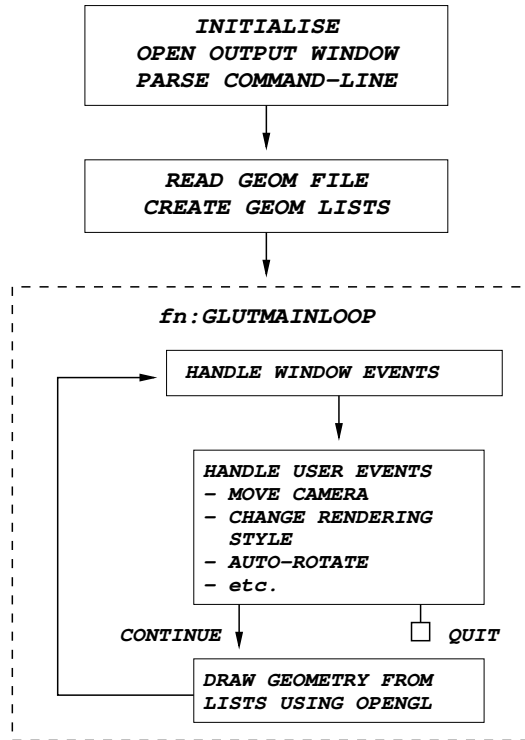 INITIALISE
OPEN OUTPUT WINDOW
PARSE COMMAND-LINE
READ GEOM FILE
CREATE GEOM LISTS
fn:GLUTMAINLOOP
HANDLE WINDOW EVENTS
HANDLE USER EVENTS
- MOVE CAMERA
- CHANGE RENDERING
STYLE
- AUTO-ROTATE
- etc.
CONTINUE
QUIT
DRAW GEOMETRY FROM
LISTS USING OPENGL